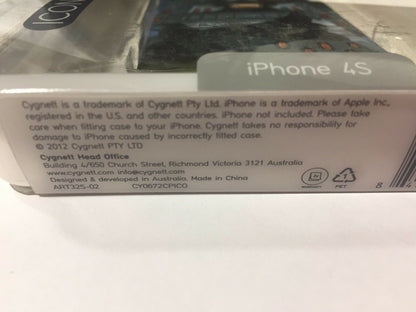 ICON
iPhone 4S
Cygnett is a trademark of Cygnett Pty Ltd. iPhone is a trademark of Apple Inc,
registered in the U.S. and other countries. iPhone not included. Please take
care when fitting case to your iPhone. Cygnett takes no responsibility for
damage to iPhone caused by incorrectly fitted case.
© 2012 Cygnett PTY LTD
Cygnett Head Office
Building 4/650 Church Street, Richmond Victoria 3121 Australia
www.cygnett.com info@cygnett.com
Designed & developed in Australia. Made in China
ART325-02 CY0672CPICO
1
PET
8